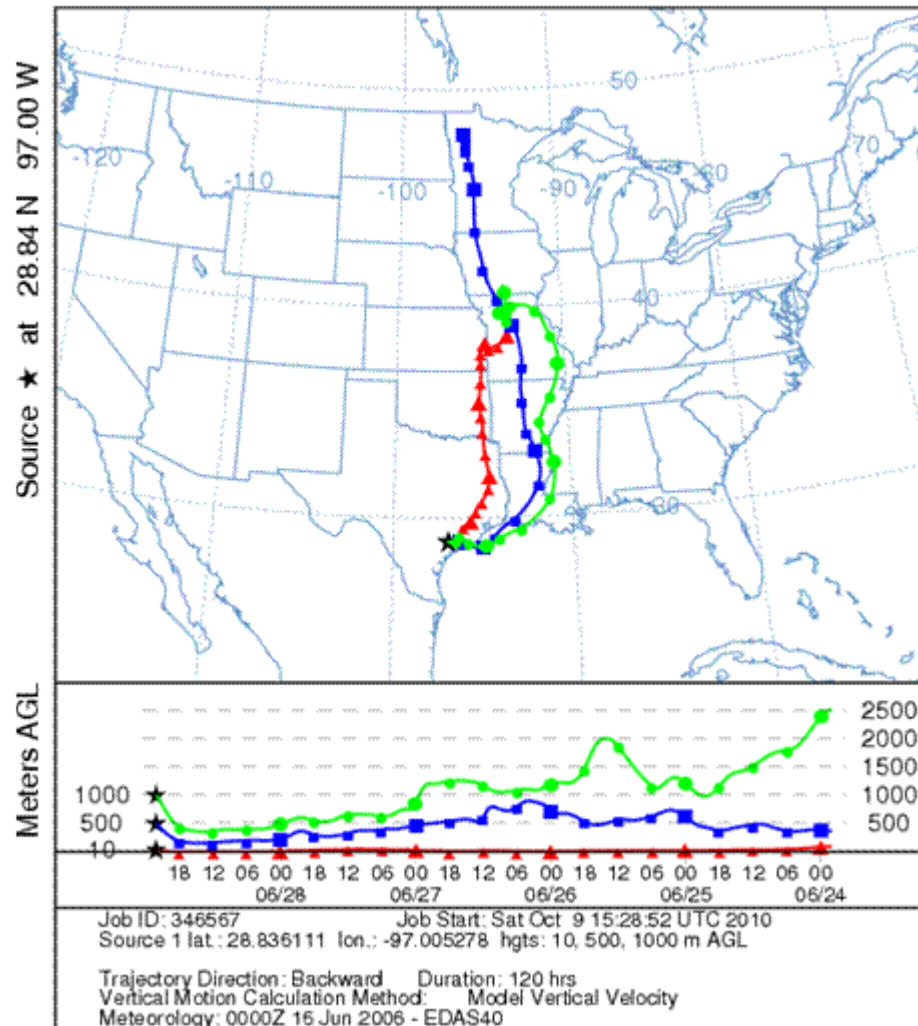 Source ★ at 28.84 N 97.00 W
50
-120
-110
-100
-90
-80
70
40
30
Meters AGL
2500
2000
1500
1000 1000
500 500
10
18 12 06 00 18 12 06 00 18 12 06 00 18 12 06 00 18 12 06 00
06/28 06/27 06/26 06/25 06/24
Job ID: 346567 Job Start: Sat Oct 9 15:28:52 UTC 2010
Source 1 lat.: 28.836111 lon.: -97.005278 hgts: 10, 500, 1000 m AGL
Trajectory Direction: Backward Duration: 120 hrs
Vertical Motion Calculation Method: Model Vertical Velocity
Meteorology: 0000Z 16 Jun 2006 - EDAS40